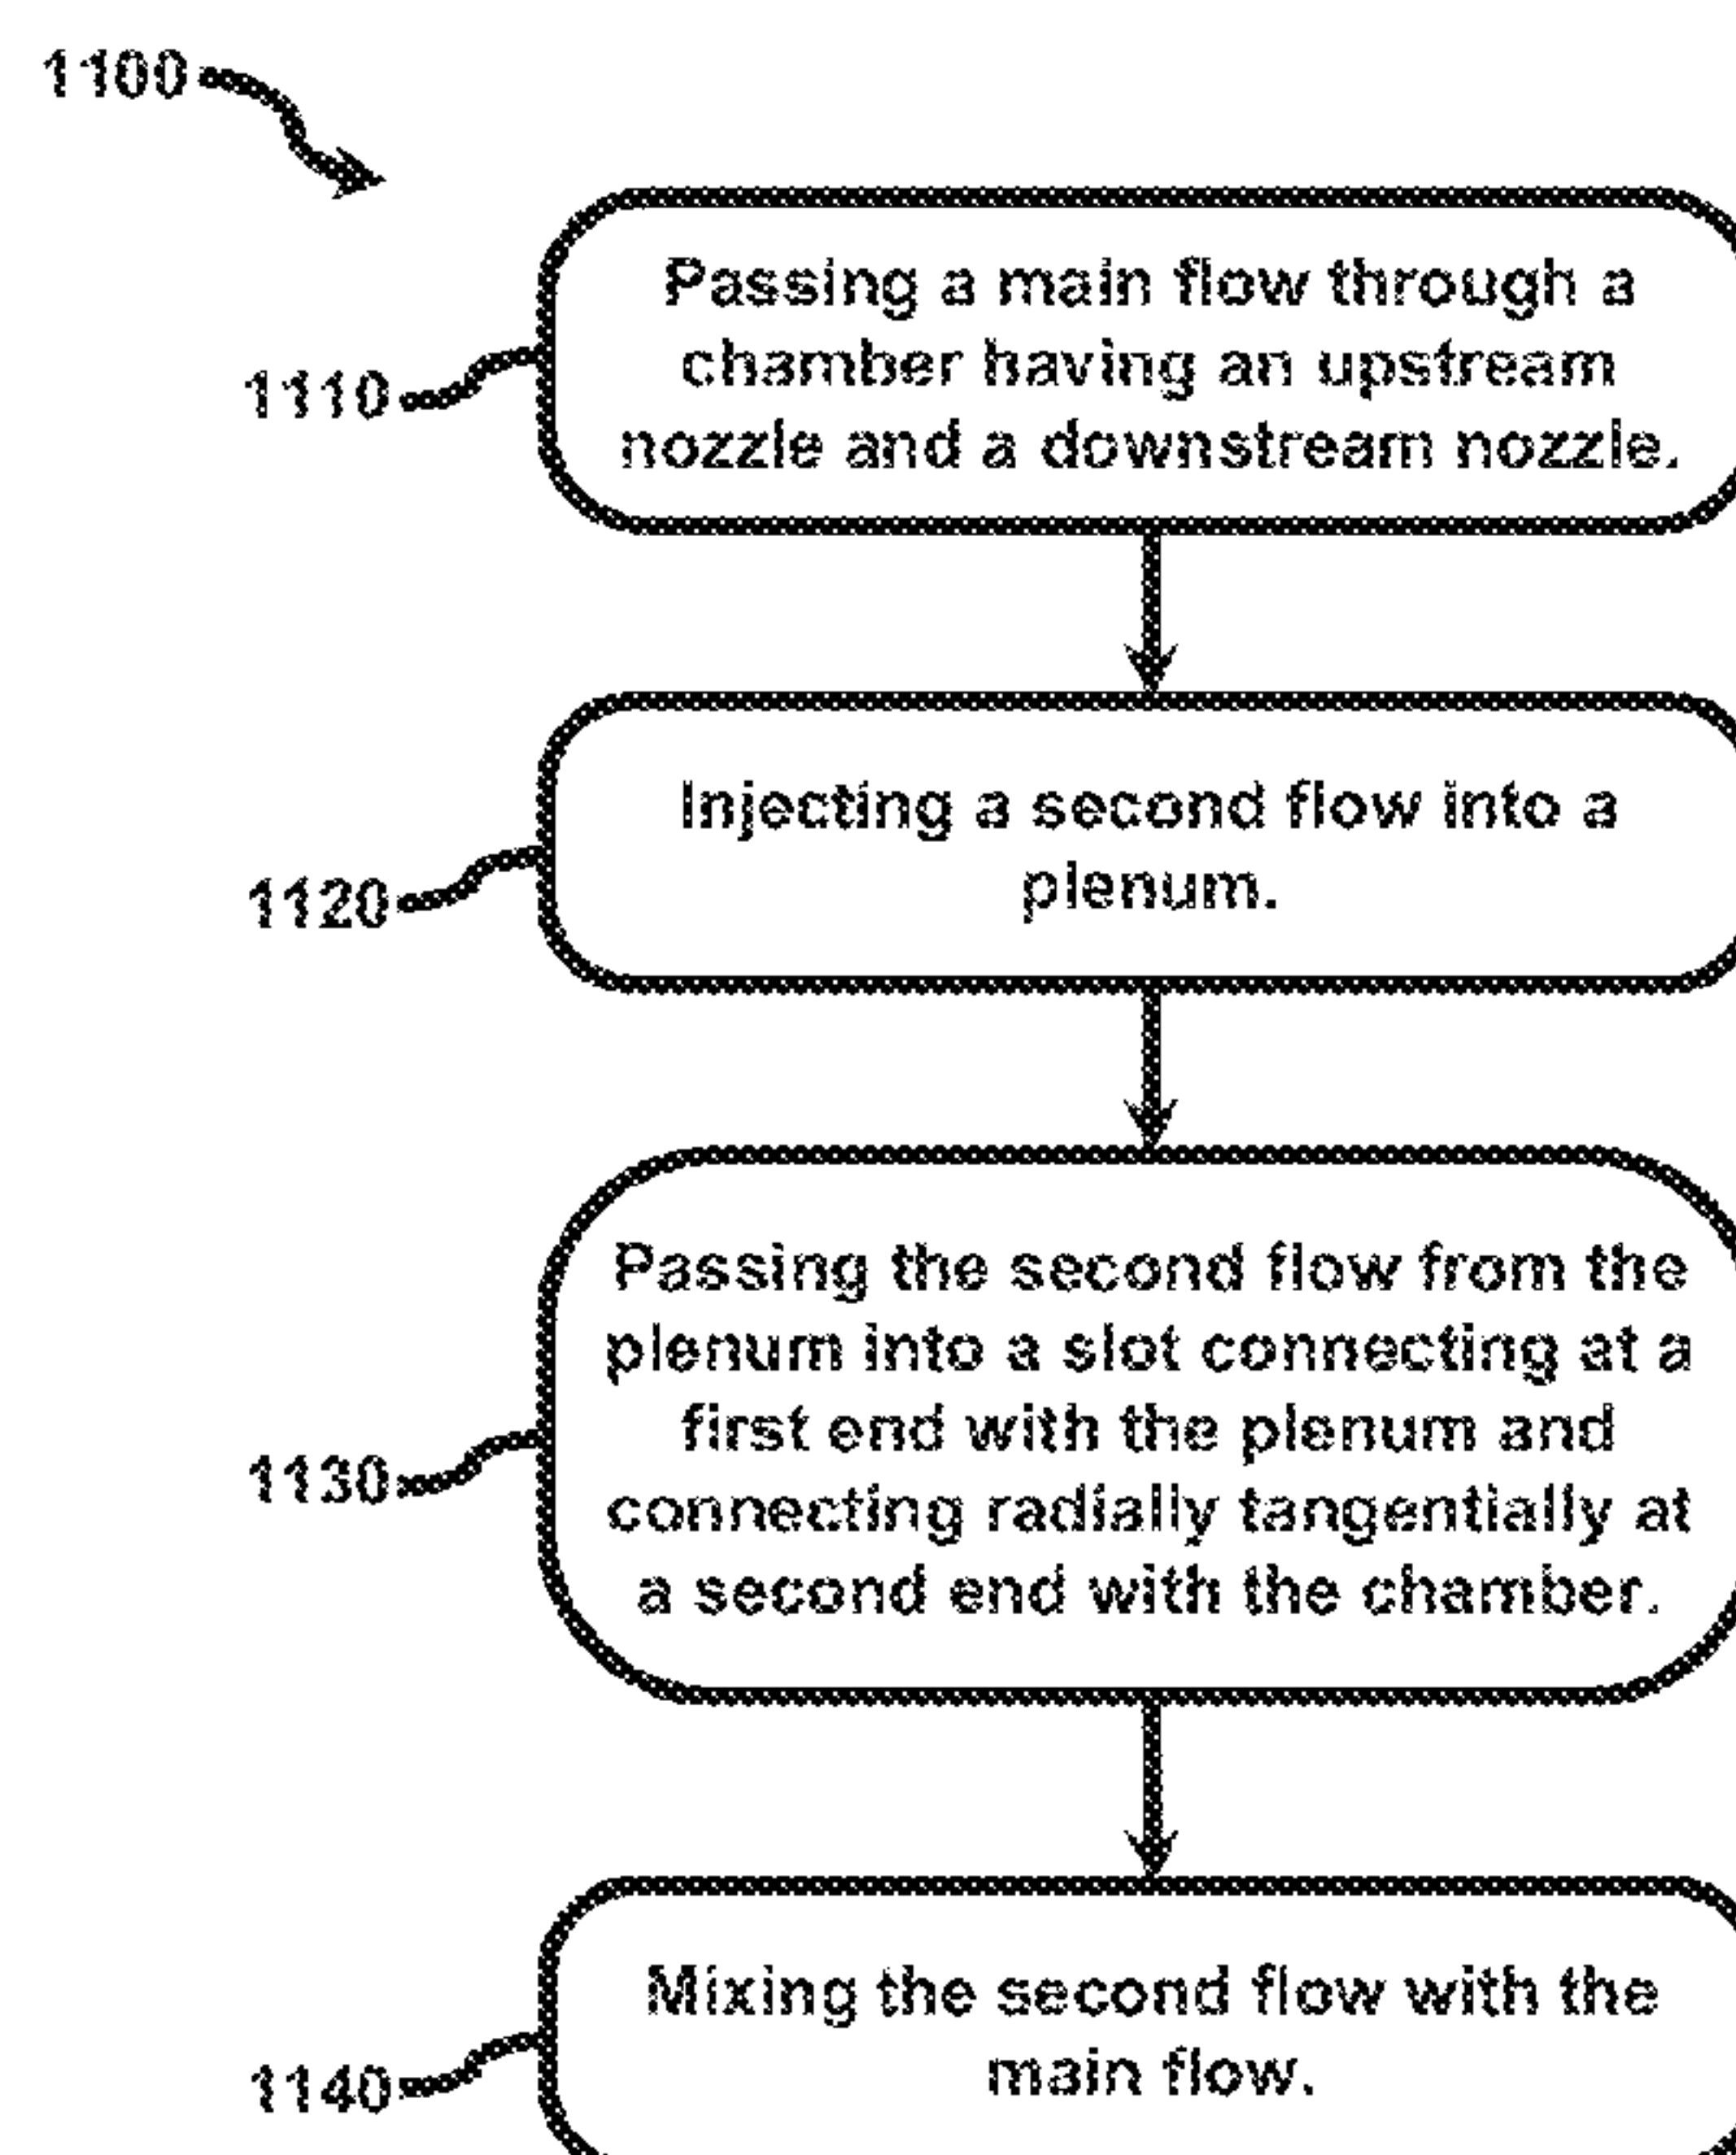 1100
Passing a main flow through a
chamber having an upstream
nozzle and a downstream nozzle.
1110
Injecting a second flow into a
plenum.
1120
Passing the second flow from the
plenum into a slot connecting at a
first end with the plenum and
connecting radially tangentially at
a second end with the chamber.
1130
Mixing the second flow with the
main flow.
1140